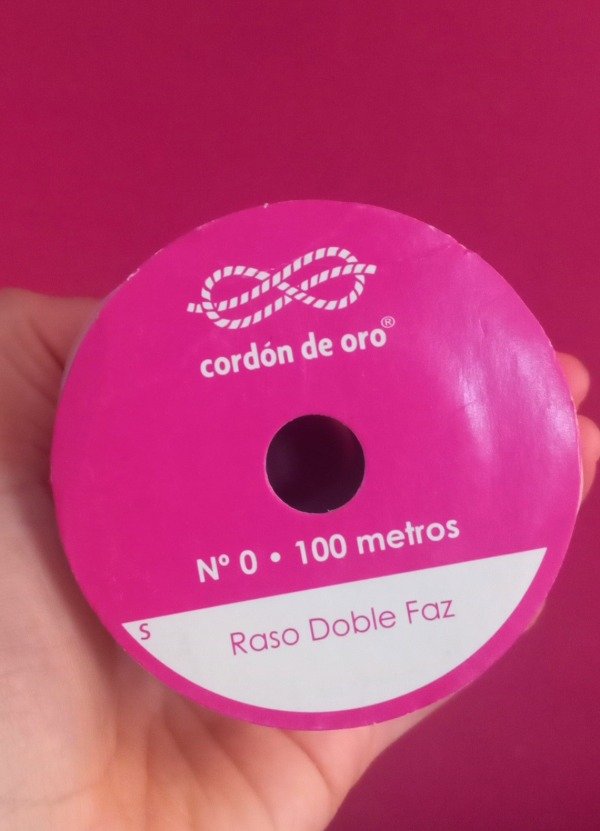 cordón de oro®
Nº 0 • 100 metros
S
Raso Doble Faz